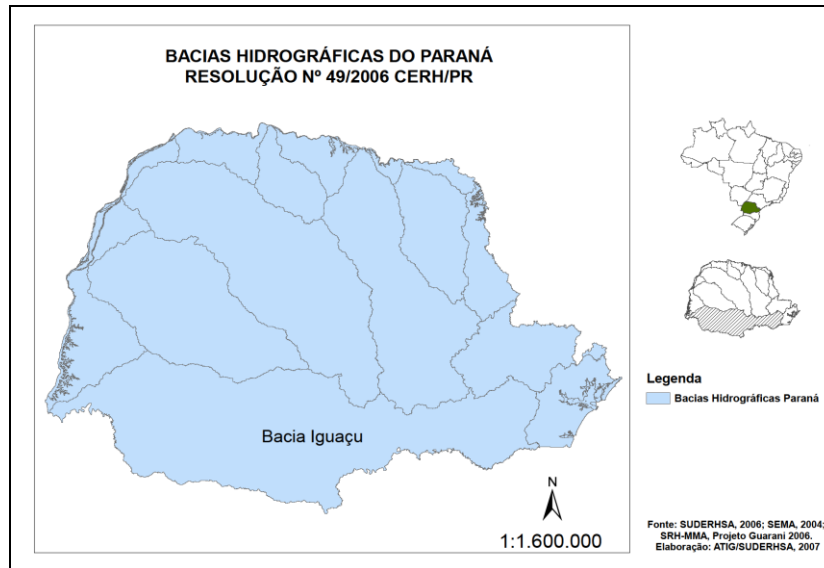 BACIAS HIDROGRÁFICAS DO PARANÁ
RESOLUÇÃO Nº 49/2006 CERH/PR
Bacia Iguaçu
N
1:1.600.000
Legenda
Bacias Hidrográficas Paraná
Fonte: SUDERHSA, 2006; SEMA, 2004;
SRH-MMA, Projeto Guarani 2006.
Elaboração: ATIG/SUDERHSA, 2007